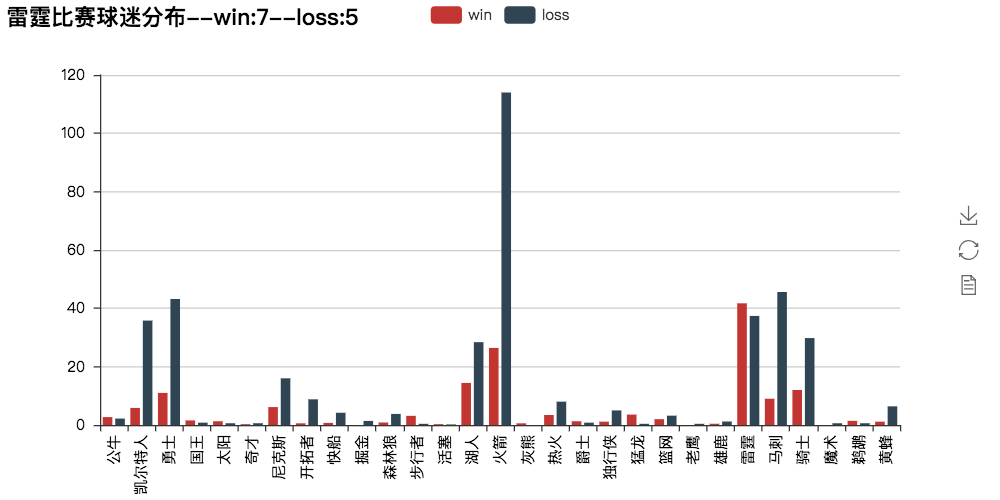 雷霆比赛球迷分布--win:7--loss:5
win
loss
120
100
80
60
40
20
0
公牛
凯尔特人
勇士
国王
太阳
奇才
尼克斯
开拓者
快船
掘金
森林狼
步行者
活塞
湖人
火箭
灰熊
热火
爵士
独行侠
猛龙
篮网
老鹰
雄鹿
雷霆
马刺
骑士
魔术
鹈鹕
黄蜂